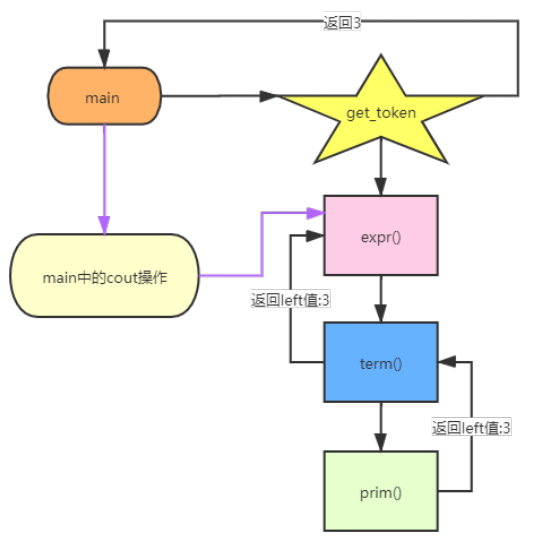 返回3
main
get_token
expr()
main中的cout操作
返回left值:3
term()
返回left值:3
prim()